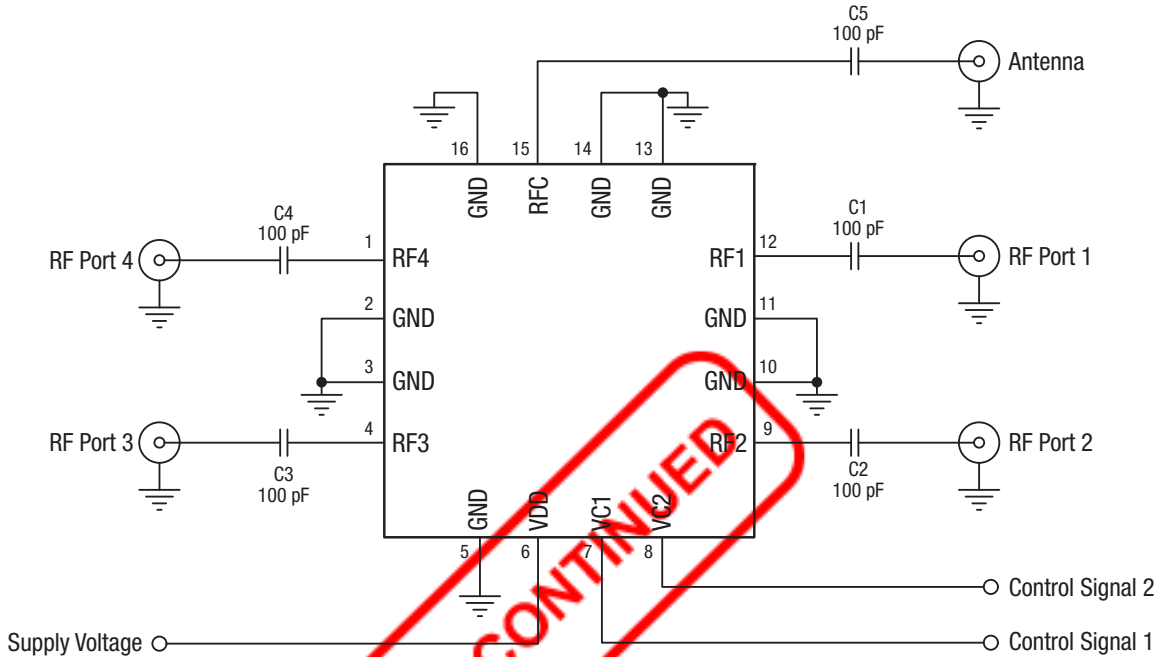 C5
100 pF
Antenna
16
15
14
13
GND
RFC
GND
GND
C4
100 pF
C1
100 pF
RF Port 4
1
RF4
RF1
12
RF Port 1
2
GND
GND
11
3
GND
GND
10
RF Port 3
4
RF3
RF2
9
RF Port 2
C3
100 pF
C2
100 pF
GND
VDD
VC1
VC2
5
6
7
8
CONTINUED
Control Signal 2
Supply Voltage
Control Signal 1